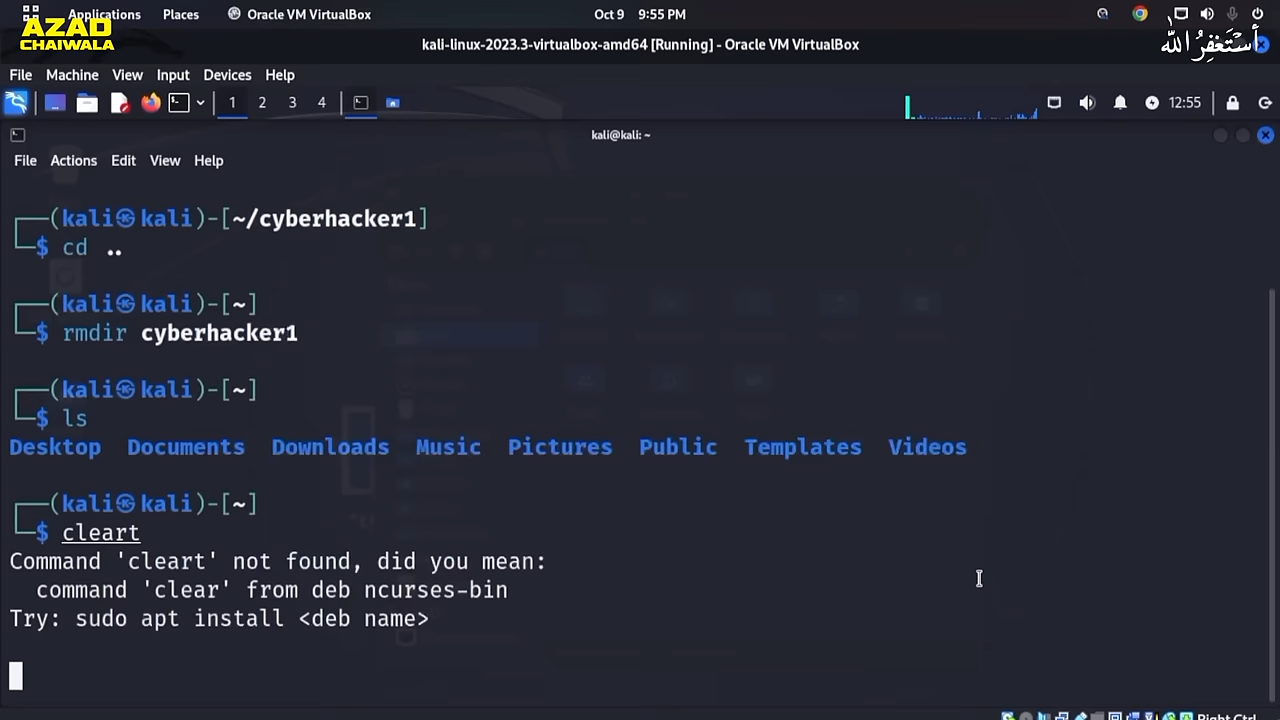 Applications Places Oracle VM VirtualBox Oct 9 9:55 PM
AZAD
CHAIWALA
أستغفر الله
kali-linux-2023.3-virtualbox-amd64 [Running] - Oracle VM VirtualBox
File Machine View Input Devices Help
1 2 3 4 12:55
kali@kali: ~
File Actions Edit View Help
(kali㉿kali)-[~/cyberhacker1]
$ cd ..
(kali㉿kali)-[~]
$ rmdir cyberhacker1
(kali㉿kali)-[~]
$ ls
Desktop Documents Downloads Music Pictures Public Templates Videos
(kali㉿kali)-[~]
$ cleart
Command 'cleart' not found, did you mean:
command 'clear' from deb ncurses-bin
Try: sudo apt install <deb name>
Right Ctrl